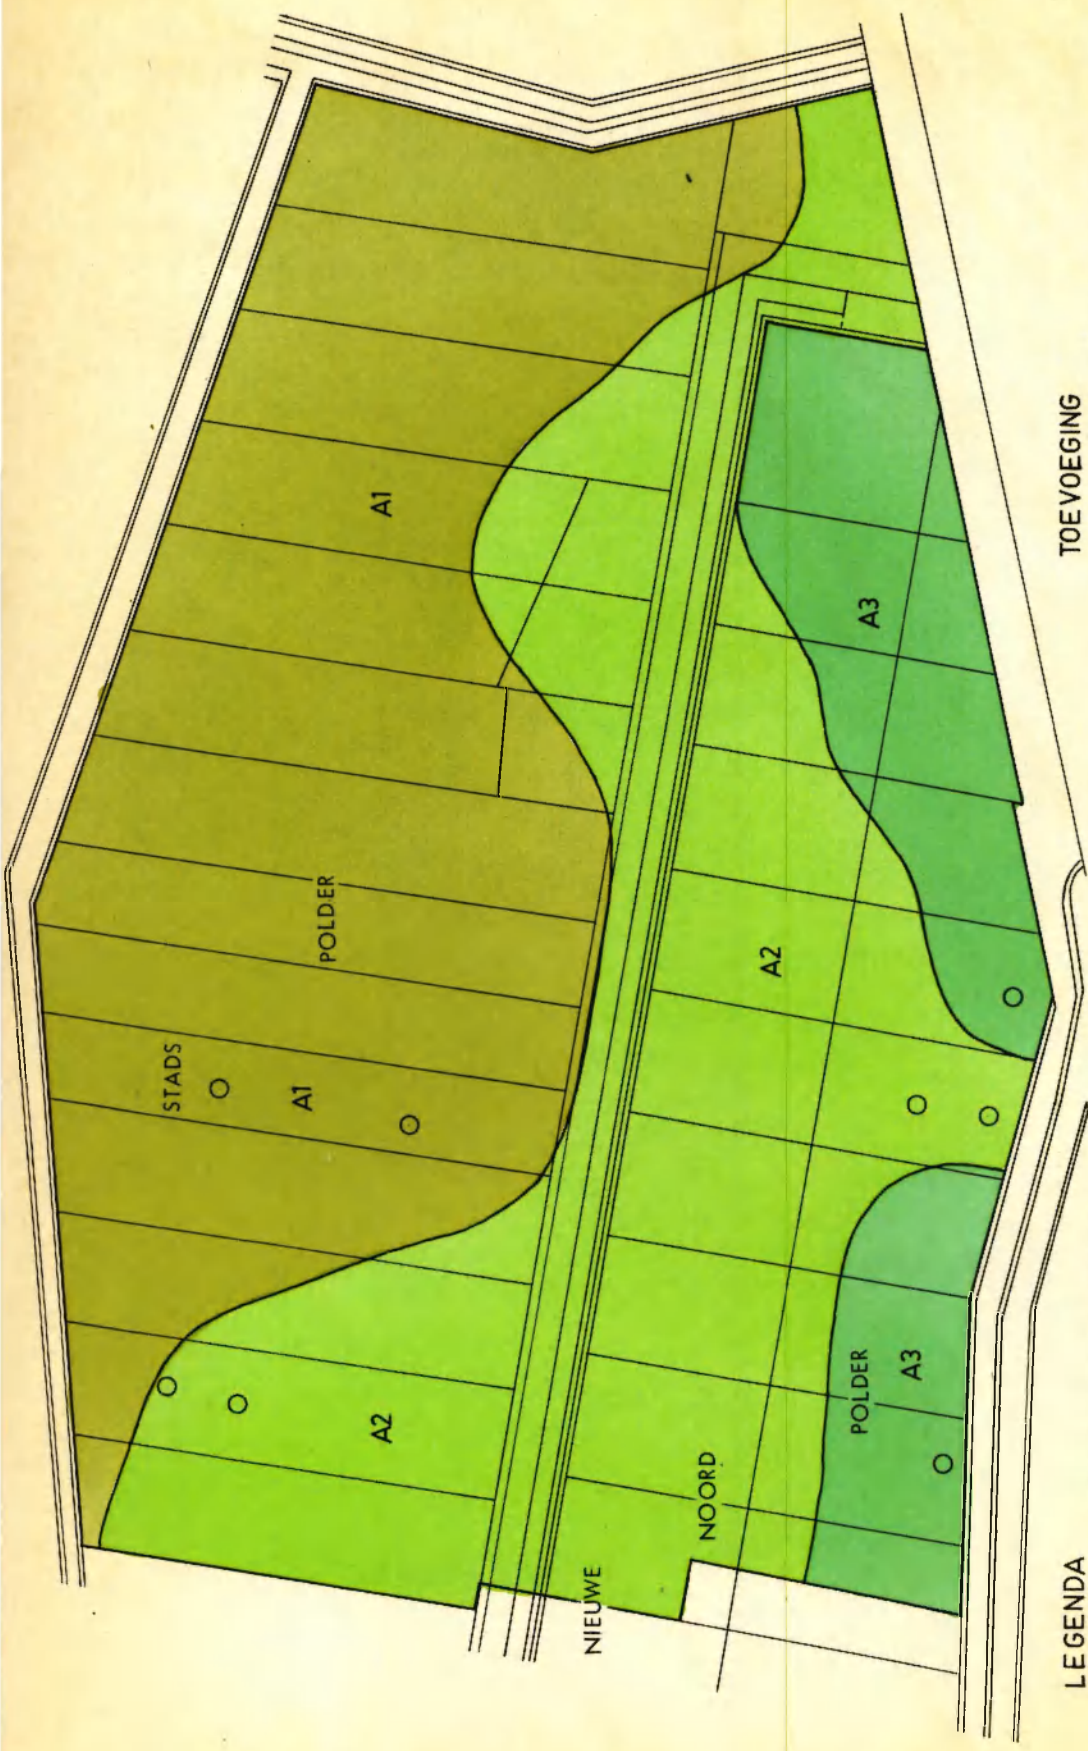 STADS
POLDER
A1
A1
A2
A2
A3
A3
NIEUWE
NOORD
POLDER
LEGENDA
TOEVOEGING